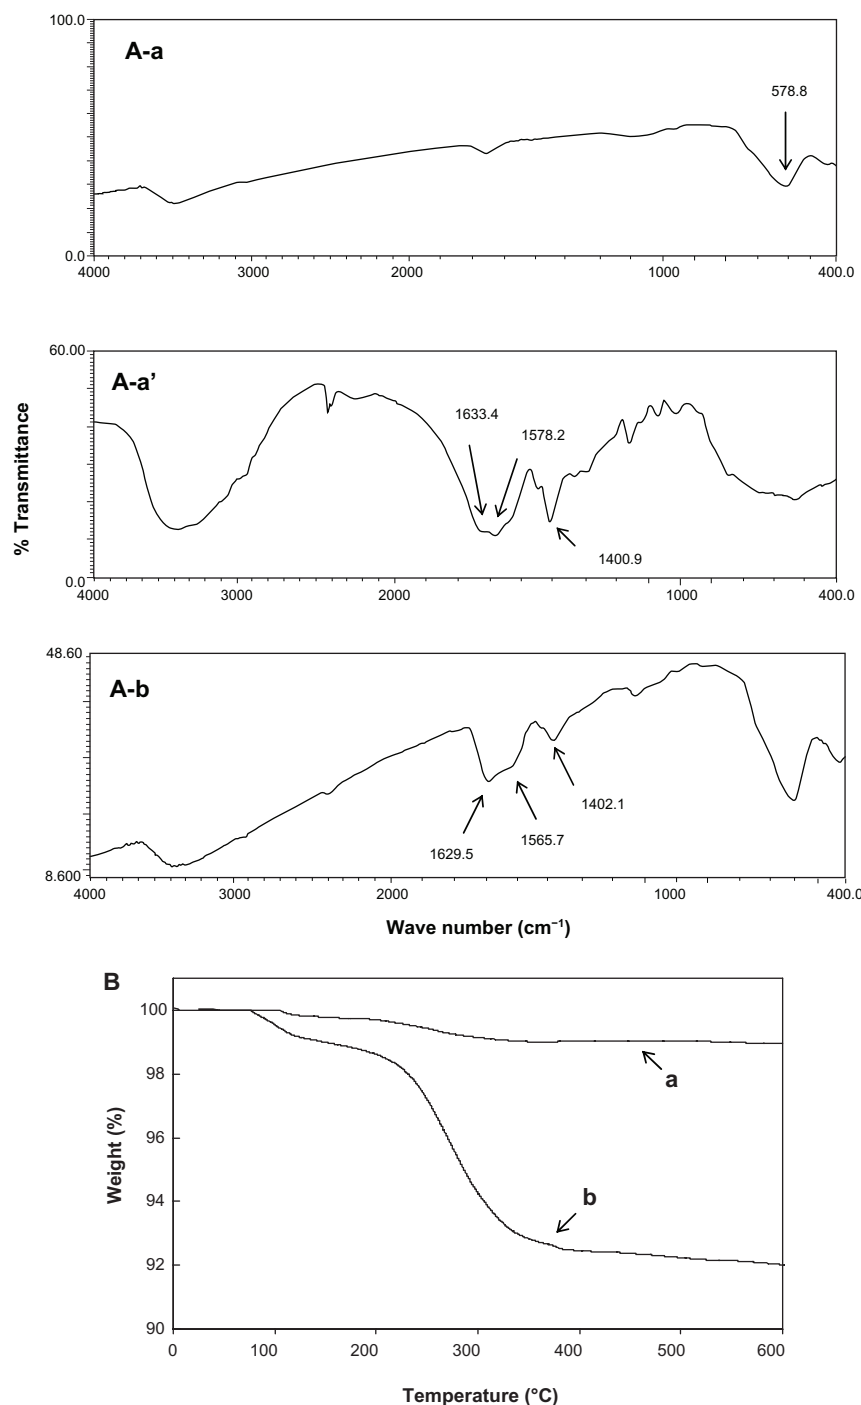 100.0
A-a
578.8
0.0
4000 3000 2000 1000 400.0
60.00
A-a’
1633.4
1578.2
1400.9
0.0
4000 3000 2000 1000 400.0
% Transmittance
48.60
A-b
1402.1
1629.5
1565.7
8.600
4000 3000 2000 1000 400.0
Wave number (cm⁻¹)
B
100
98
a
96
94
b
92
90
Weight (%)
0 100 200 300 400 500 600
Temperature (°C)